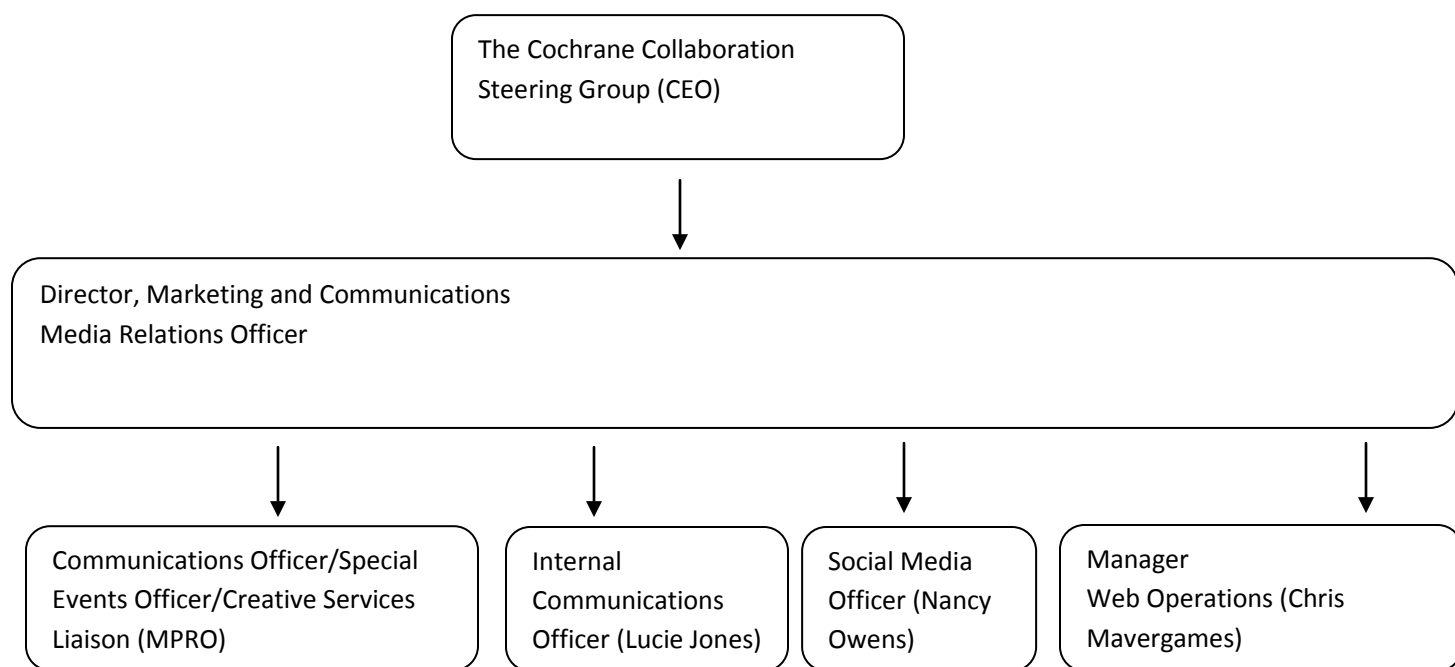 The Cochrane Collaboration
Steering Group (CEO)
Director, Marketing and Communications
Media Relations Officer
Communications Officer/Special
Events Officer/Creative Services
Liaison (MPRO)
Internal
Communications
Officer (Lucie Jones)
Social Media
Officer (Nancy
Owens)
Manager
Web Operations (Chris
Mavergames)